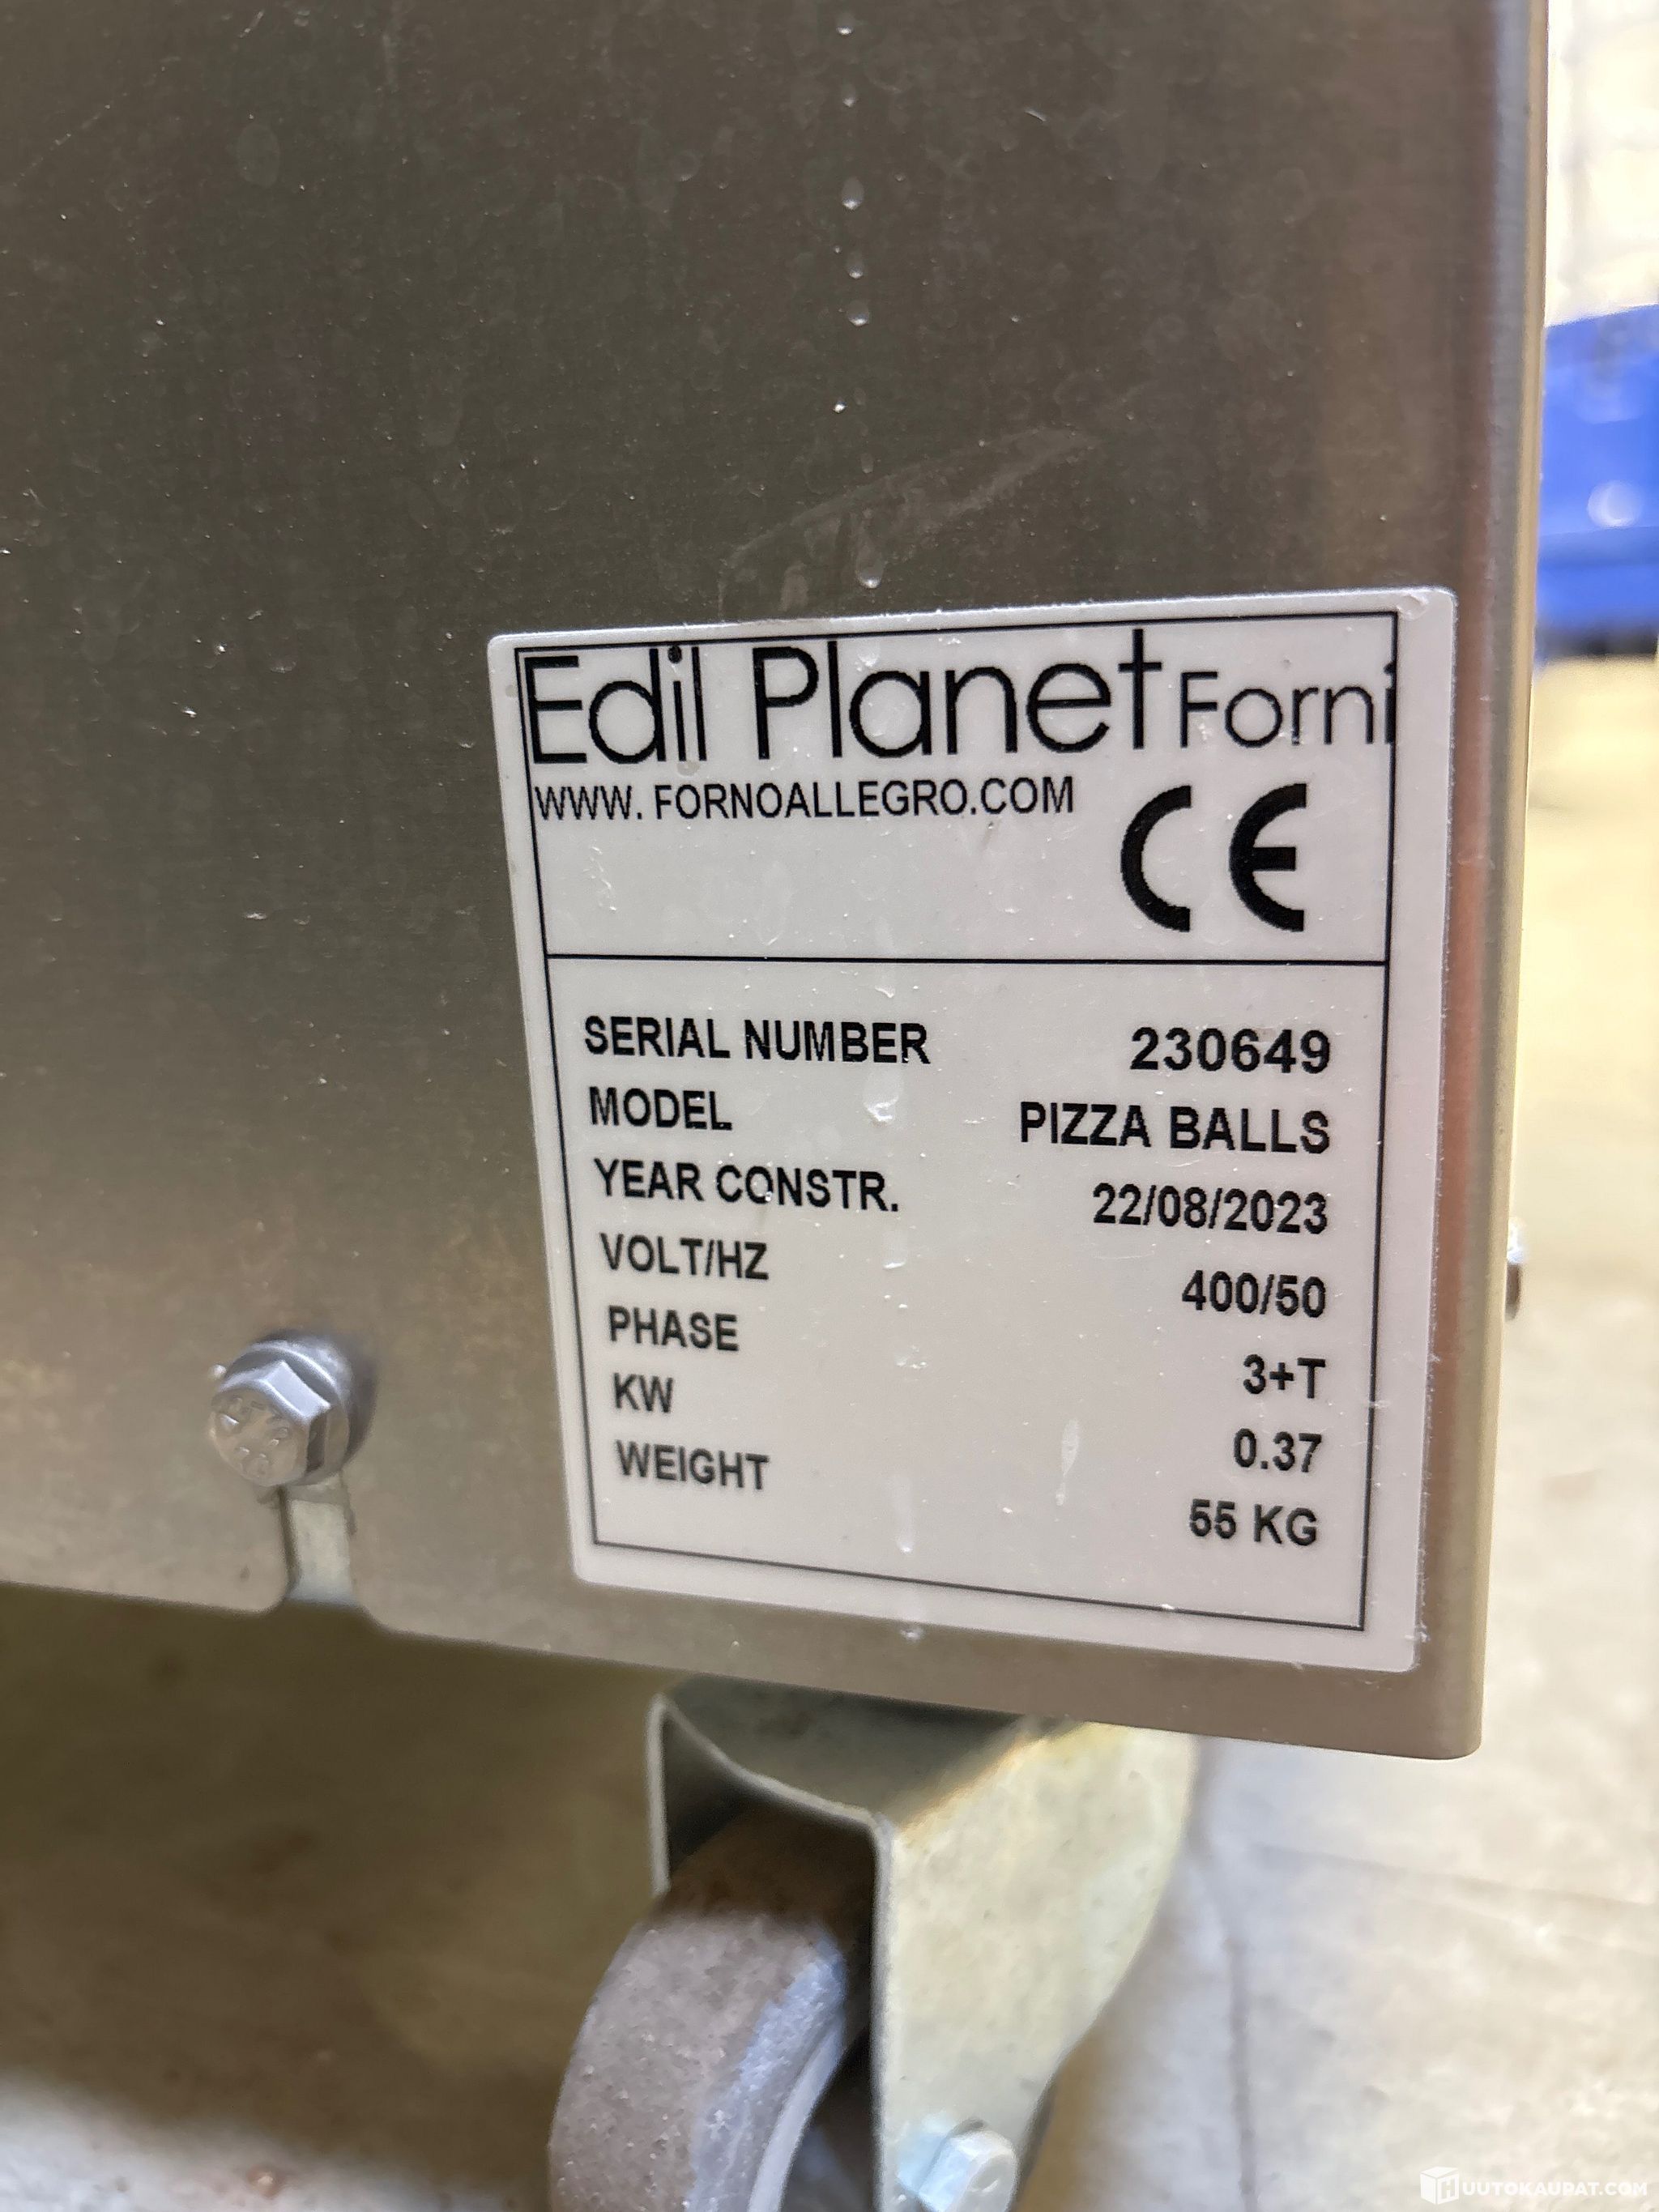 Edil Planet Forni
WWW. FORNOALLEGRO.COM
CE
SERIAL NUMBER 230649
MODEL PIZZA BALLS
YEAR CONSTR. 22/08/2023
VOLT/HZ 400/50
PHASE 3+T
KW 0.37
WEIGHT 55 KG
HUUTOKAUPAT.COM